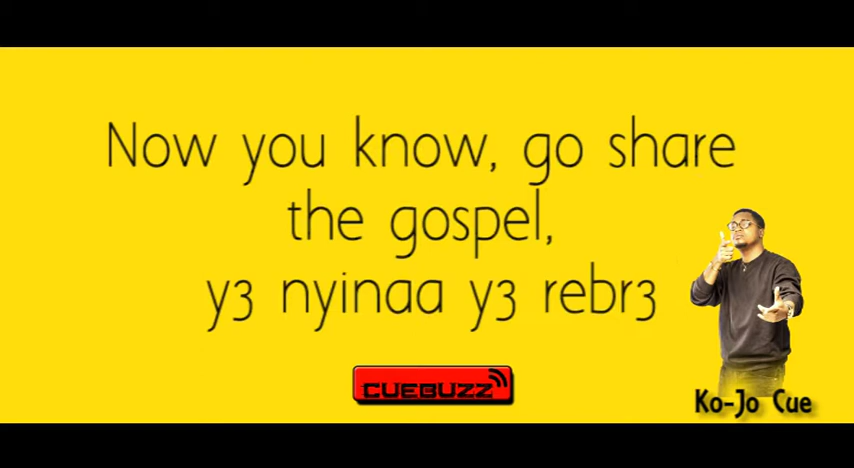 Now you know, go share
the gospel,
y3 nyinaa y3 rebr3
CUEBUZZ
Ko-Jo Cue